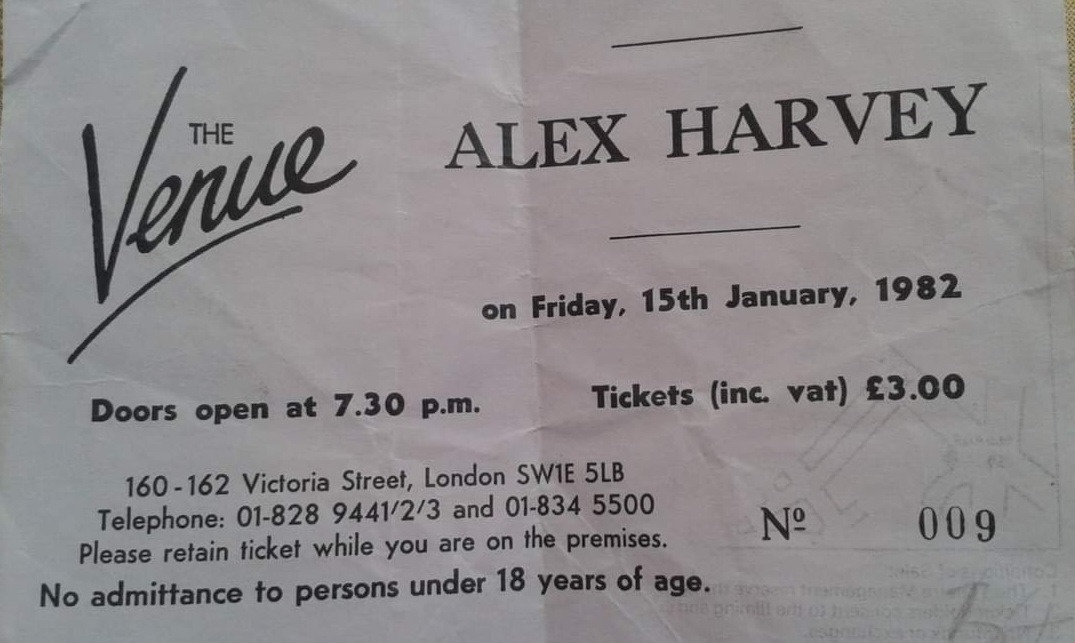 THE
Venue
ALEX HARVEY
on Friday, 15th January, 1982
Doors open at 7.30 p.m.
Tickets (inc. vat) £3.00
160-162 Victoria Street, London SW1E 5LB
Telephone: 01-828 9441/2/3 and 01-834 5500
Please retain ticket while you are on the premises.
Nº 009
No admittance to persons under 18 years of age.